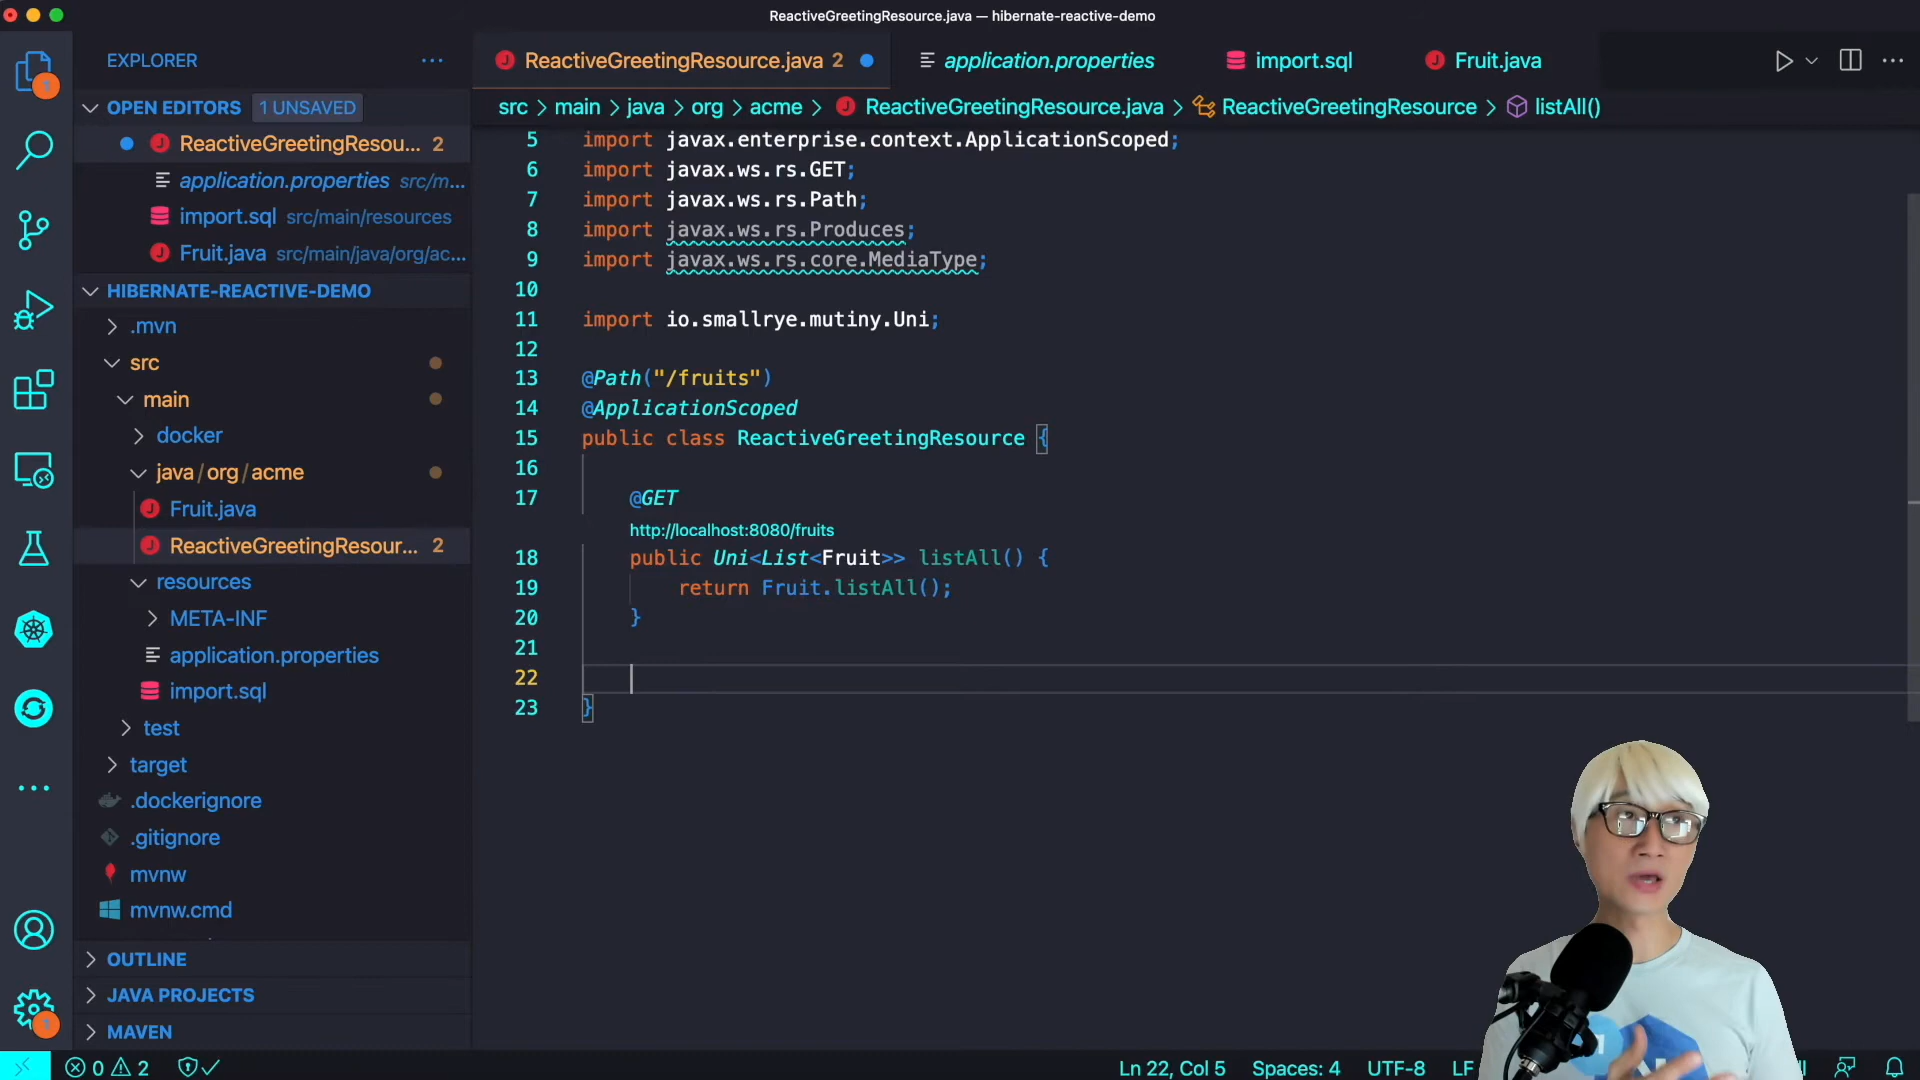 ReactiveGreetingResource.java — hibernate-reactive-demo
EXPLORER
OPEN EDITORS 1 UNSAVED
ReactiveGreetingResou... 2
application.properties src/m...
import.sql src/main/resources
Fruit.java src/main/java/org/ac...
HIBERNATE-REACTIVE-DEMO
.mvn
src
main
docker
java/org/acme
Fruit.java
ReactiveGreetingResour... 2
resources
META-INF
application.properties
import.sql
test
target
.dockerignore
.gitignore
mvnw
mvnw.cmd
OUTLINE
JAVA PROJECTS
MAVEN
ReactiveGreetingResource.java 2
application.properties
import.sql
Fruit.java
src > main > java > org > acme > ReactiveGreetingResource.java > ReactiveGreetingResource > listAll()
5 import javax.enterprise.context.ApplicationScoped;
6 import javax.ws.rs.GET;
7 import javax.ws.rs.Path;
8 import javax.ws.rs.Produces;
9 import javax.ws.rs.core.MediaType;
10
11 import io.smallrye.mutiny.Uni;
12
13 @Path("/fruits")
14 @ApplicationScoped
15 public class ReactiveGreetingResource {
16
17 @GET
http://localhost:8080/fruits
18 public Uni<List<Fruit>> listAll() {
19 return Fruit.listAll();
20 }
21
22
23 }
0 2
Ln 22, Col 5 Spaces: 4 UTF-8 LF